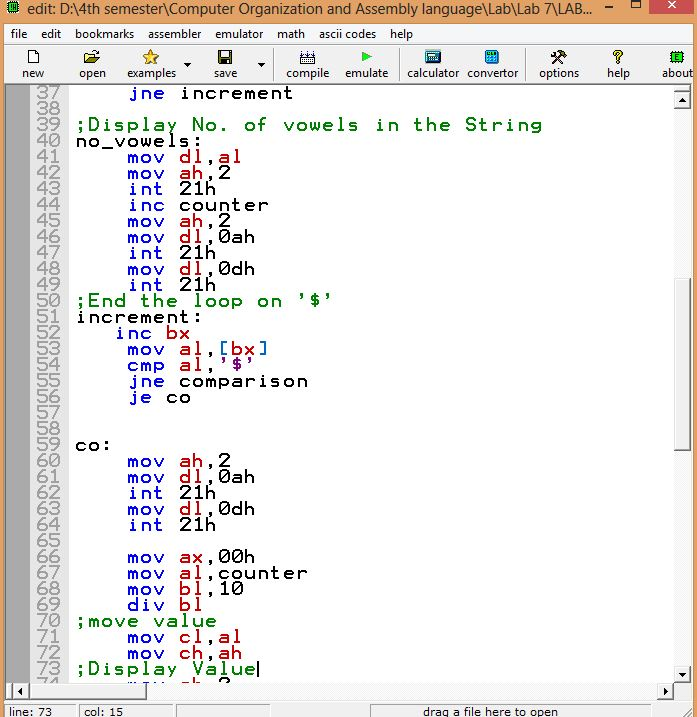 edit: D:\4th semester\Computer Organization and Assembly language\Lab\Lab 7\LAB...
file edit bookmarks assembler emulator math ascii codes help
new open examples save compile emulate calculator convertor options help about
37 jne increment
38
39 ;Display No. of vowels in the String
40 no_vowels:
41 mov dl,al
42 mov ah,2
43 int 21h
44 inc counter
45 mov ah,2
46 mov dl,0ah
47 int 21h
48 mov dl,0dh
49 int 21h
50 ;End the loop on '$'
51 increment:
52 inc bx
53 mov al,[bx]
54 cmp al,'$'
55 jne comparison
56 je co
57
58
59 co:
60 mov ah,2
61 mov dl,0ah
62 int 21h
63 mov dl,0dh
64 int 21h
65
66 mov ax,00h
67 mov al,counter
68 mov bl,10
69 div bl
70 ;move value
71 mov cl,al
72 mov ch,ah
73 ;Display Value
line: 73 col: 15 drag a file here to open